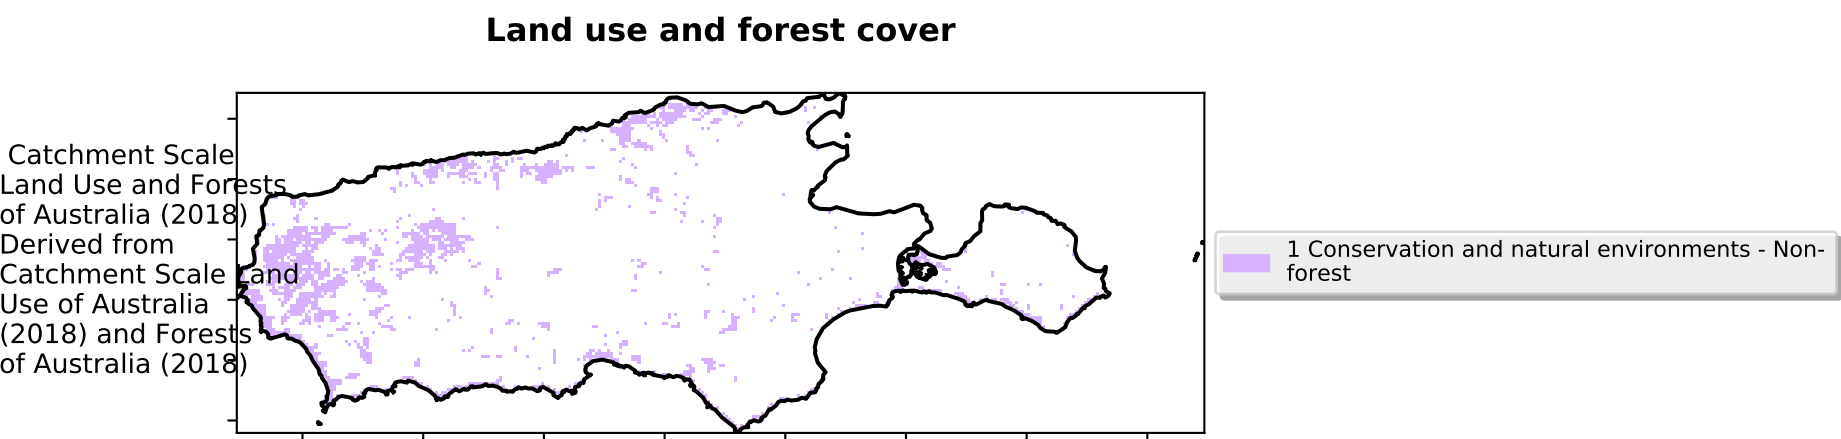 Land use and forest cover
Catchment Scale
Land Use and Forests
of Australia (2018)
Derived from
Catchment Scale Land
Use of Australia
(2018) and Forests
of Australia (2018)
1 Conservation and natural environments - Non-
forest